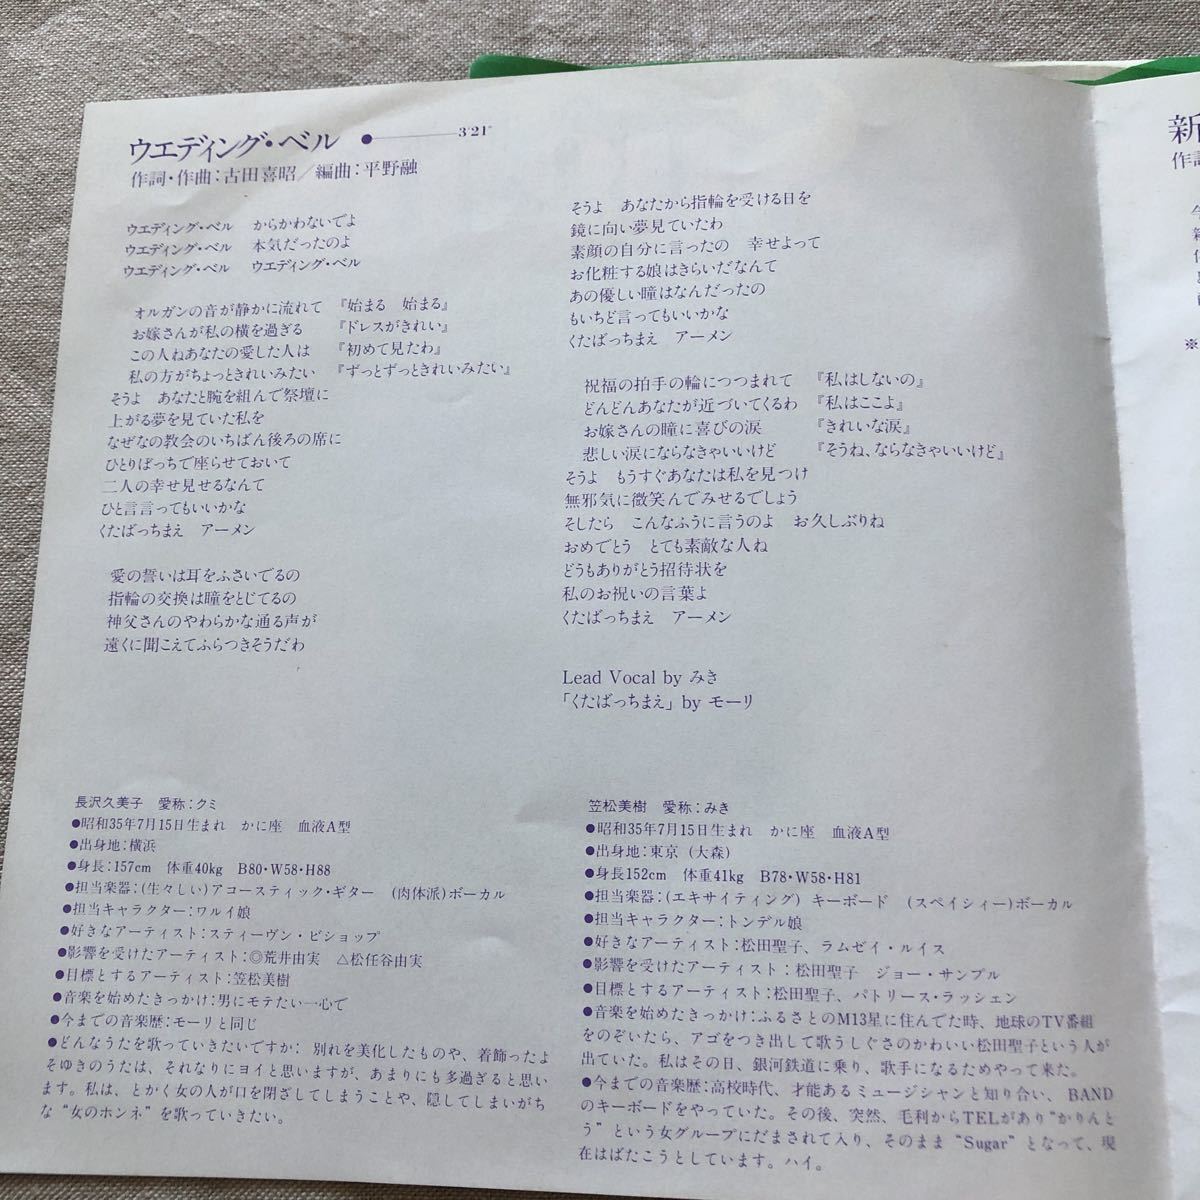 ウエディング・ベル ●――― 3'21"
作詞・作曲：古田喜昭／編曲：平野融
ウエディング・ベル　からかわないでよ
ウエディング・ベル　本気だったのよ
ウエディング・ベル　ウエディング・ベル
オルガンの音が静かに流れて　『始まる　始まる』
お嫁さんが私の横を過ぎる　『ドレスがきれい』
この人ねあなたの愛した人は　『初めて見たわ』
私の方がちょっときれいみたい　『ずっとずっときれいみたい』
そうよ　あなたと腕を組んで祭壇に
上がる夢を見ていた私を
なぜなの教会のいちばん後ろの席に
ひとりぼっちで座らせておいて
二人の幸せ見せるなんて
ひと言言ってもいいかな
くたばっちまえ　アーメン
愛の誓いは耳をふさいでるの
指輪の交換は瞳をとじてるの
神父さんのやわらかな通る声が
遠くに聞こえてふらつきそうだわ
そうよ　あなたから指輪を受ける日を
鏡に向い夢見ていたわ
素顔の自分に言ったの　幸せよって
お化粧する娘はきらいだなんて
あの優しい瞳はなんだったの
もいちど言ってもいいかな
くたばっちまえ　アーメン
祝福の拍手の輪につつまれて　『私はしないの』
どんどんあなたが近づいてくるわ　『私はここよ』
お嫁さんの瞳に喜びの涙　『きれいな涙』
悲しい涙にならなきゃいいけど　『そうね、ならなきゃいいけど』
そうよ　もうすぐあなたは私を見つけ
無邪気に微笑んでみせるでしょう
そしたら　こんなふうに言うのよ　お久しぶりね
おめでとう　とても素敵な人ね
どうもありがとう招待状を
私のお祝いの言葉よ
くたばっちまえ　アーメン
Lead Vocal by みき
「くたばっちまえ」by モーリ
長沢久美子　愛称：クミ
●昭和35年7月15日生まれ　かに座　血液A型
●出身地：横浜
●身長：157cm　体重40kg　B80・W58・H88
●担当楽器：(生々しい)アコースティック・ギター　(肉体派)ボーカル
●担当キャラクター：ワルイ娘
●好きなアーティスト：スティーヴン・ビショップ
●影響を受けたアーティスト：◎荒井由実　△松任谷由実
●目標とするアーティスト：笠松美樹
●音楽を始めたきっかけ：男にモテたい一心で
●今までの音楽歴：モーリと同じ
●どんなうたを歌っていきたいですか：別れを美化したものや、着飾ったよ
そゆきのうたは、それなりにヨイと思いますが、あまりにも多過ぎると思い
ます。私は、とかく女の人が口を閉ざしてしまうことや、隠してしまいがち
な“女のホンネ”を歌っていきたい。
笠松美樹　愛称：みき
●昭和35年7月15日生まれ　かに座　血液A型
●出身地：東京（大森）
●身長152cm　体重41kg　B78・W58・H81
●担当楽器：(エキサイティング) キーボード　(スペイシィー)ボーカル
●担当キャラクター：トンデル娘
●好きなアーティスト：松田聖子、ラムゼイ・ルイス
●影響を受けたアーティスト：松田聖子　ジョー・サンプル
●目標とするアーティスト：松田聖子、パトリース・ラッシェン
●音楽を始めたきっかけ：ふるさとのM13星に住んでた時、地球のTV番組
をのぞいたら、アゴをつき出して歌うしぐさのかわいい松田聖子という人が
出ていた。私はその日、銀河鉄道に乗り、歌手になるためやって来た。
●今までの音楽歴：高校時代、才能あるミュージシャンと知り合い、BAND
のキーボードをやっていた。その後、突然、毛利からTELがあり“かりんと
う”という女グループにだまされて入り、そのまま“Sugar”となって、現
在はばたこうとしています。ハイ。
新
作詞
※